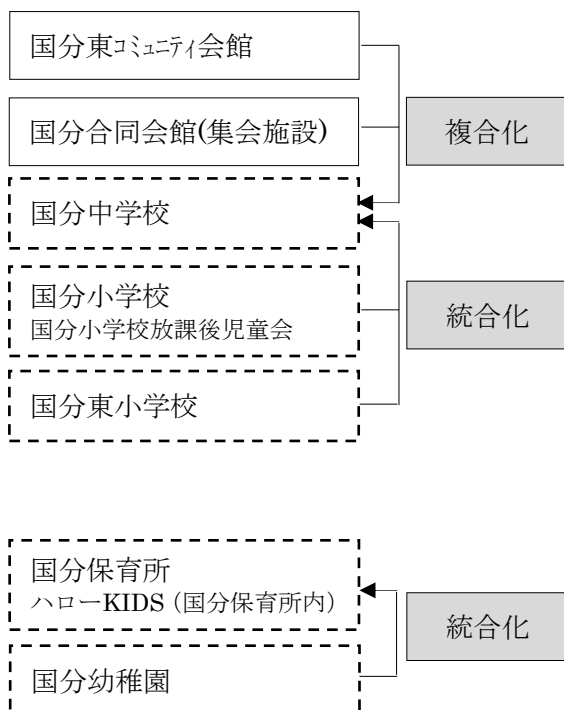 国分東コミュニティ会館
国分合同会館(集会施設)
複合化
国分中学校
国分小学校
国分小学校放課後児童会
統合化
国分東小学校
国分保育所
ハローKIDS（国分保育所内）
統合化
国分幼稚園